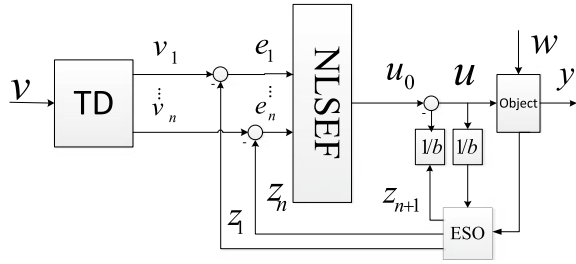 v
TD
v1
⋮
vn
e1
⋮
en
NLSEF
u0
u
w
Object
y
1/b
1/b
zn+1
ESO
zn
z1
-
-
-